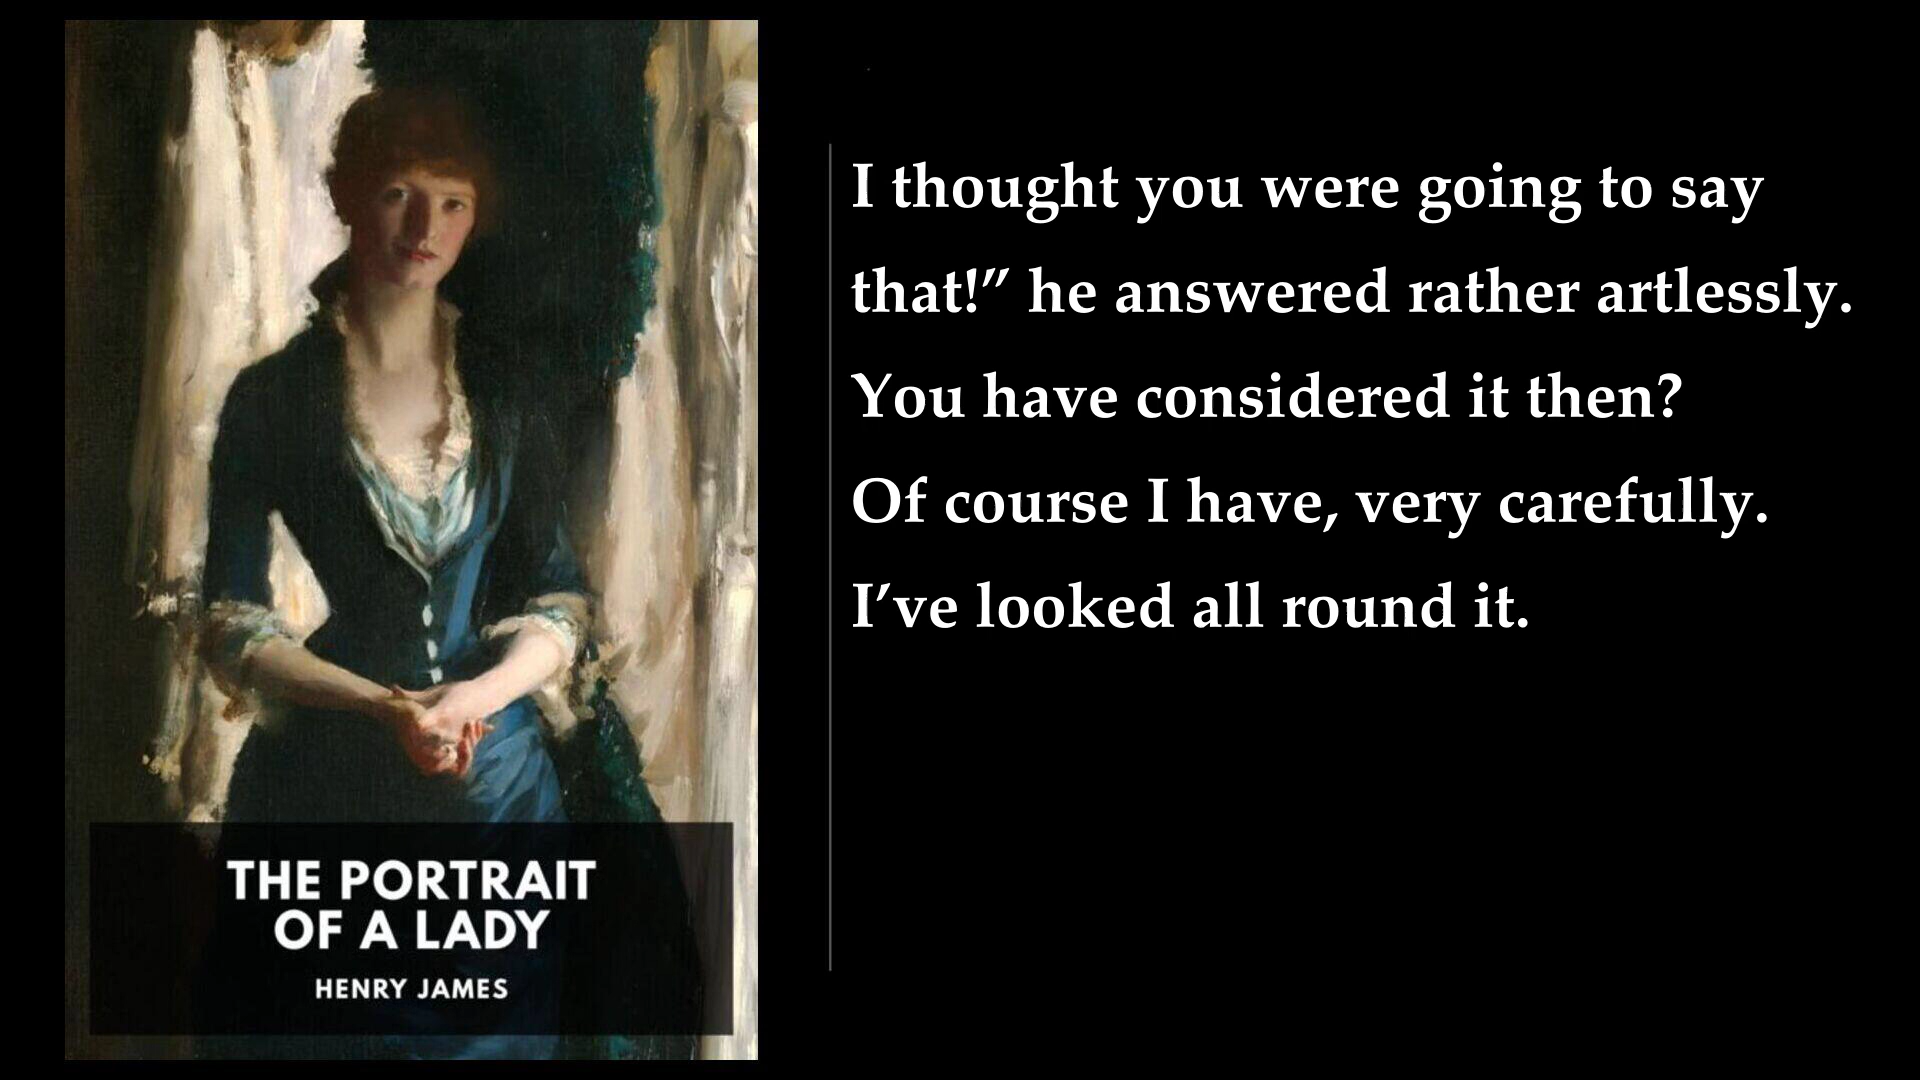 THE PORTRAIT
OF A LADY
HENRY JAMES
I thought you were going to say
that!” he answered rather artlessly.
You have considered it then?
Of course I have, very carefully.
I’ve looked all round it.